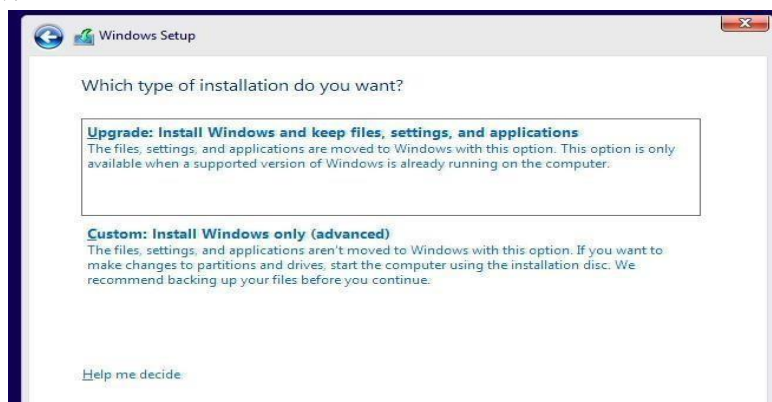 Windows Setup
Which type of installation do you want?
Upgrade: Install Windows and keep files, settings, and applications
The files, settings, and applications are moved to Windows with this option. This option is only
available when a supported version of Windows is already running on the computer.
Custom: Install Windows only (advanced)
The files, settings, and applications aren't moved to Windows with this option. If you want to
make changes to partitions and drives, start the computer using the installation disc. We
recommend backing up your files before you continue.
Help me decide